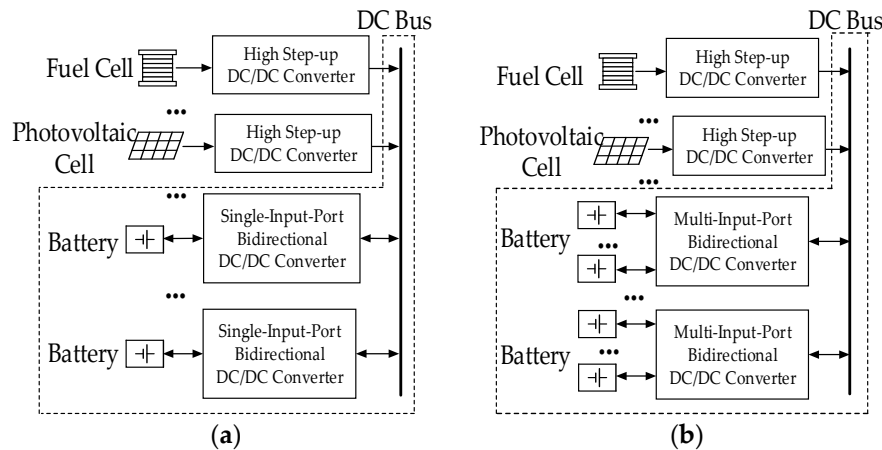 DC Bus
Fuel Cell
High Step-up
DC/DC Converter
•••
Photovoltaic
Cell
High Step-up
DC/DC Converter
•••
Battery
Single-Input-Port
Bidirectional
DC/DC Converter
•••
Battery
Single-Input-Port
Bidirectional
DC/DC Converter
(a)
DC Bus
Fuel Cell
High Step-up
DC/DC Converter
•••
Photovoltaic
Cell
High Step-up
DC/DC Converter
•••
Battery
•••
Multi-Input-Port
Bidirectional
DC/DC Converter
•••
Battery
•••
Multi-Input-Port
Bidirectional
DC/DC Converter
(b)